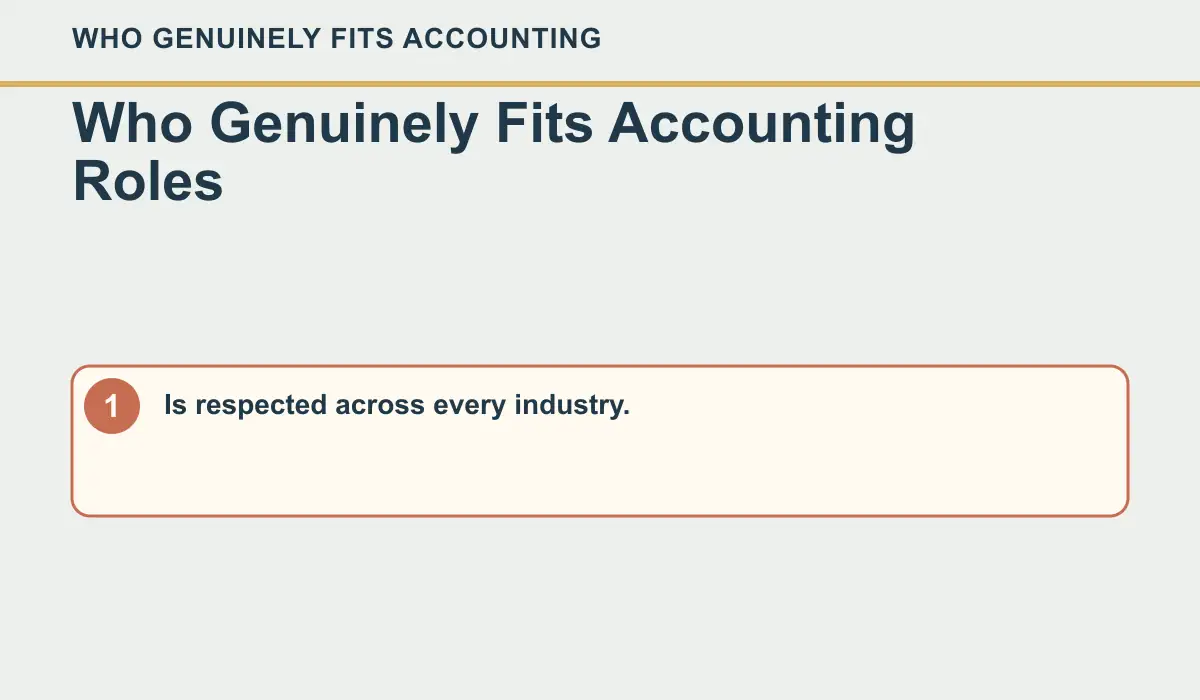 WHO GENUINELY FITS ACCOUNTING
Who Genuinely Fits Accounting
Roles
1 Is respected across every industry.